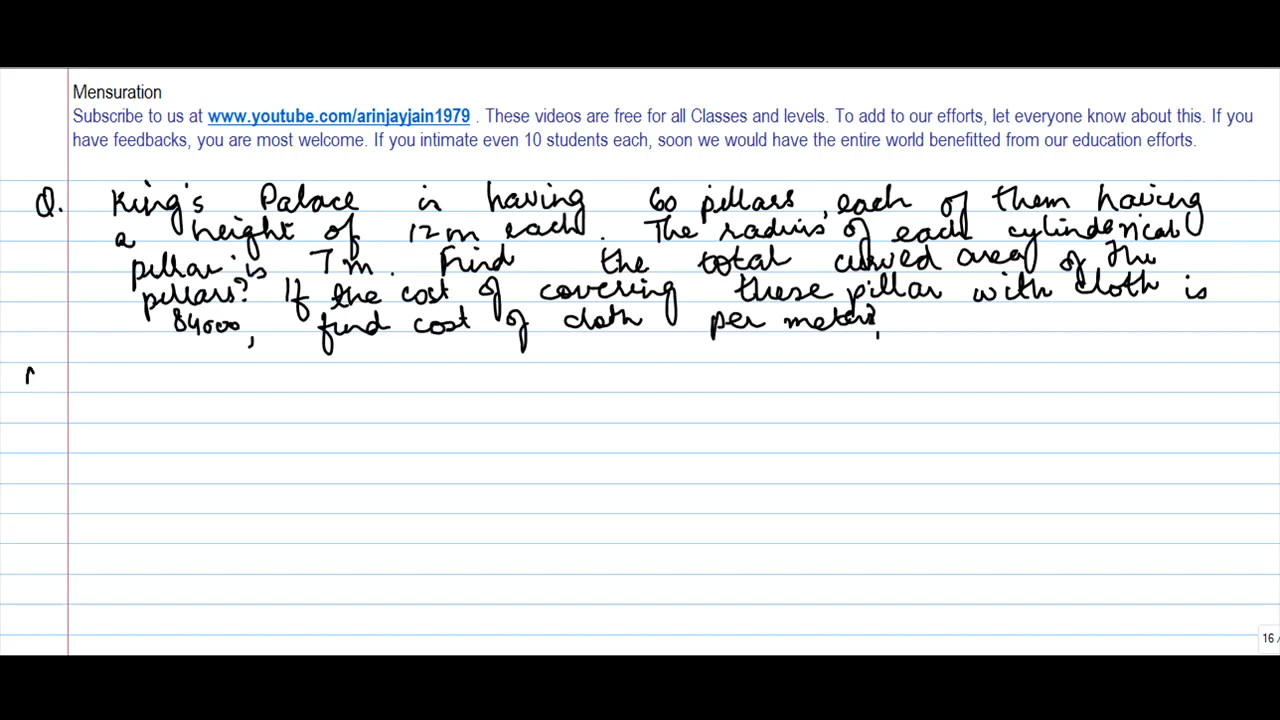 Mensuration
Subscribe to us at www.youtube.com/arinjayjain1979 . These videos are free for all Classes and levels. To add to our efforts, let everyone know about this. If you
have feedbacks, you are most welcome. If you intimate even 10 students each, soon we would have the entire world benefitted from our education efforts.
Q. King's Palace is having 60 pillars, each of them having
a height of 12m each. The radius of each cylinderical
pillar is 7m. Find the total curved area of the
pillars? If the cost of covering these pillar with cloth is
84000, find cost of cloth per meter?
16